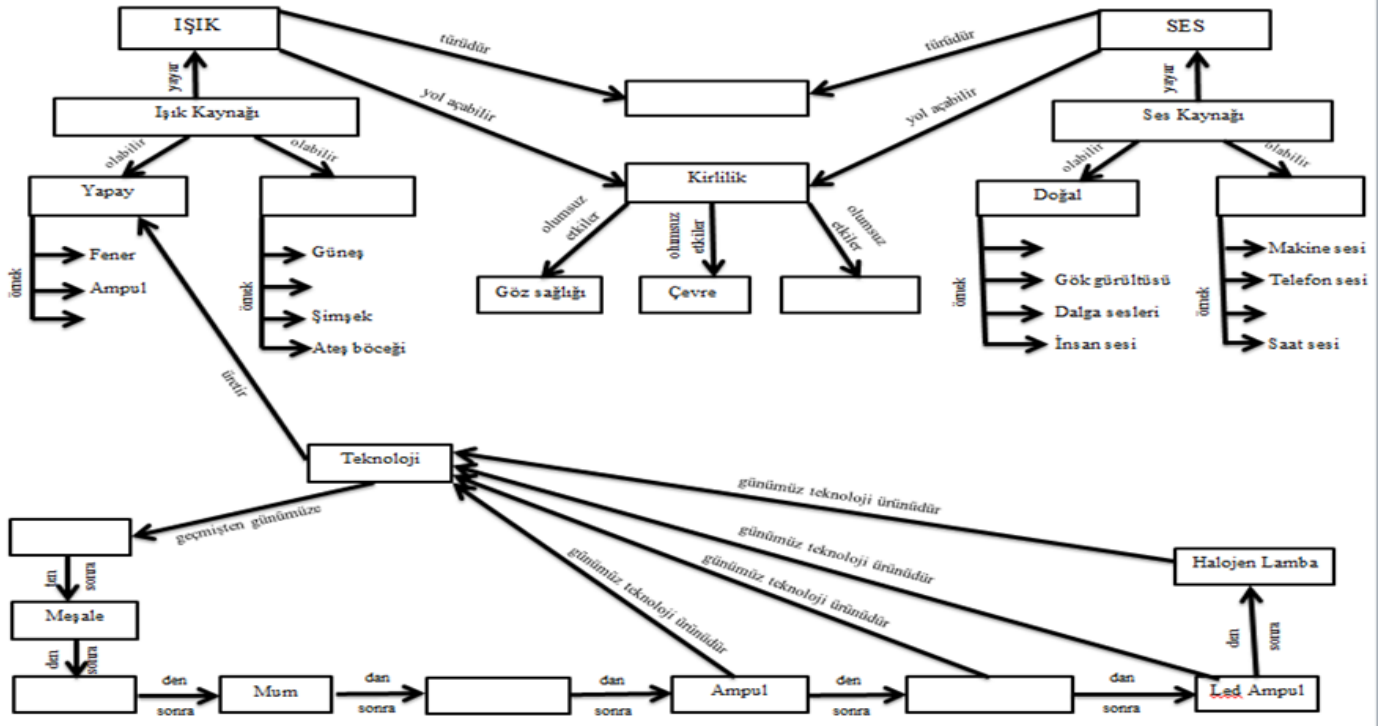 IŞIK
SES
türüdür
türüdür
yayar
yol açabilir
yol açabilir
yayar
Işık Kaynağı
Ses Kaynağı
olabilir
olabilir
olabilir
olabilir
Yapay
Kirlilik
Doğal
olumsuz
etkiler
olumsuz
etkiler
olumsuz
etkiler
örnek
Fener
Ampul
örnek
Güneş
Şimşek
Ateş böceği
Göz sağlığı
Çevre
örnek
Gök gürültüsü
Dalga sesleri
İnsan sesi
örnek
Makine sesi
Telefon sesi
Saat sesi
üretir
Teknoloji
geçmişten günümüze
günümüz teknoloji ürünüdür
günümüz teknoloji ürünüdür
günümüz teknoloji ürünüdür
günümüz teknoloji ürünüdür
Halojen Lamba
den
sonra
Meşale
den
sonra
den
sonra
Mum
dan
sonra
dan
sonra
Ampul
den
sonra
dan
sonra
Led Ampul
den
sonra